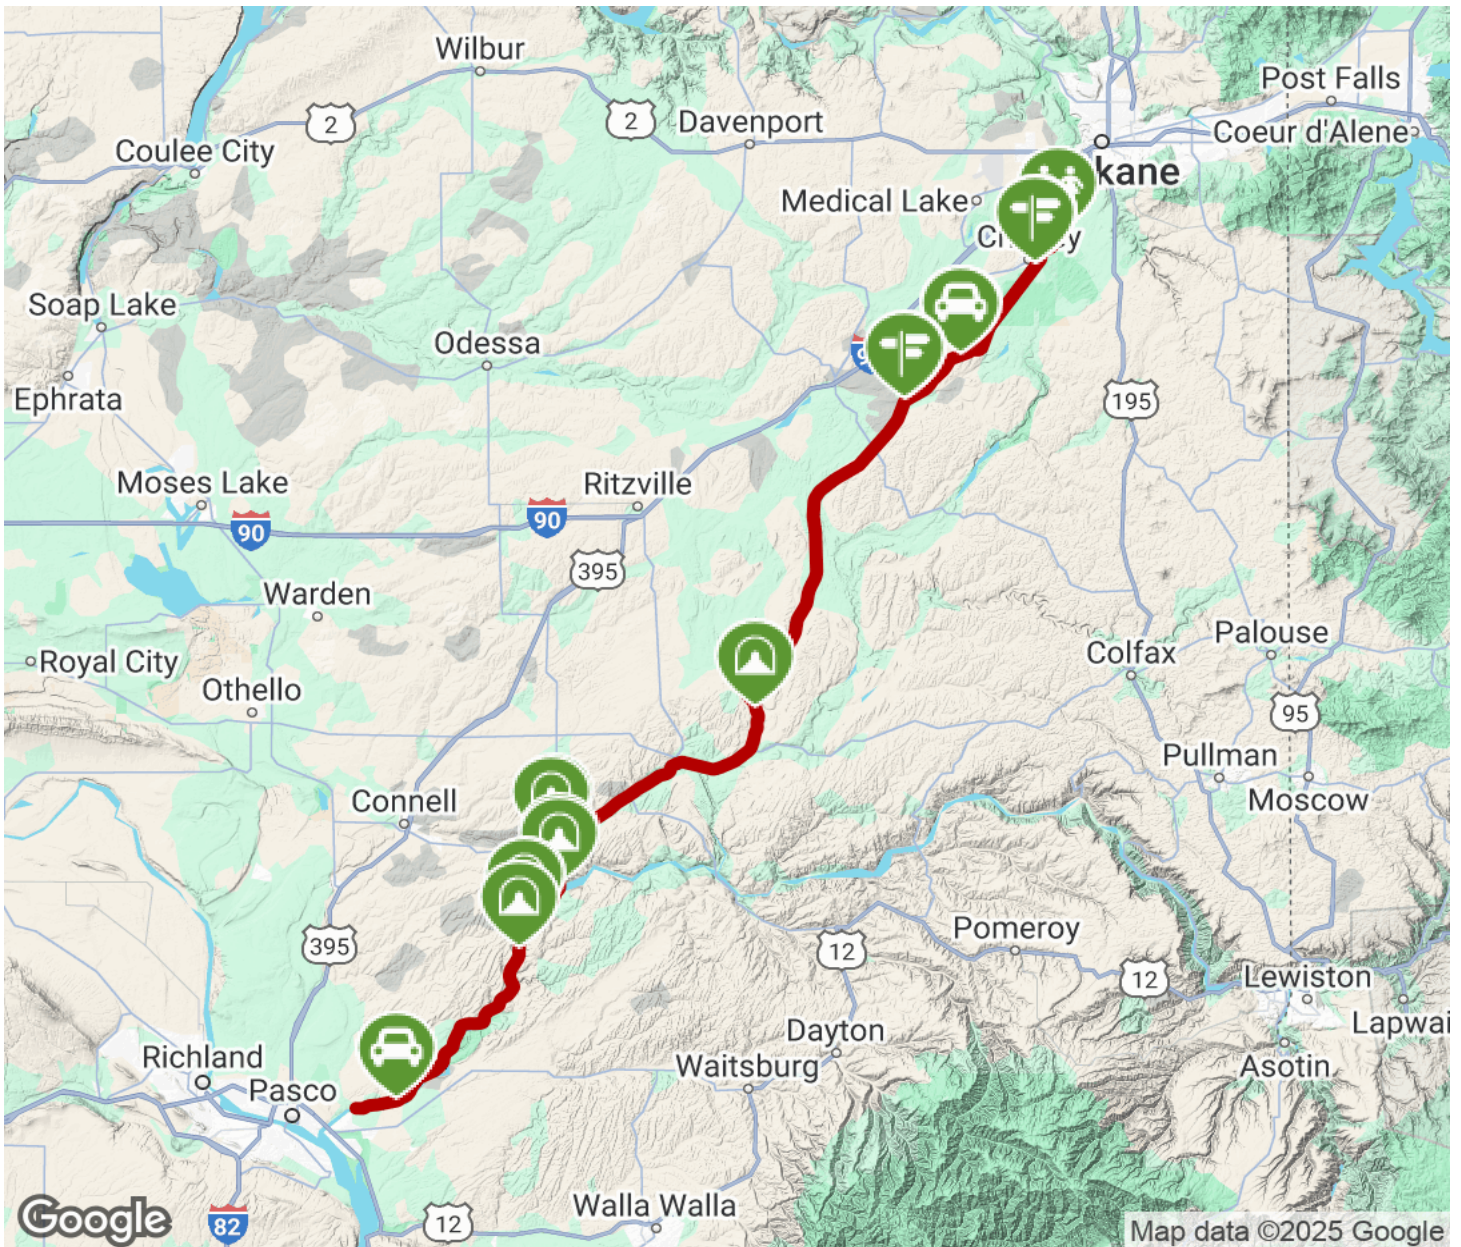 Wilbur
Post Falls
2
2
Davenport
Coeur d'Alene
Coulee City
kane
Medical Lake
Soap Lake
Odessa
Ephrata
195
Moses Lake
Ritzville
90
90
395
Warden
Palouse
Royal City
Colfax
Othello
95
Pullman
Connell
Moscow
Pomeroy
395
12
12
Lewiston
Dayton
Lapwai
Richland
Waitsburg
Asotin
Pasco
Walla Walla
Google
82
12
Map data ©2025 Google